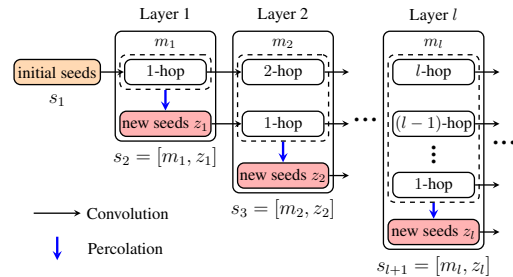 Layer 1
Layer 2
Layer l
m₁
m₂
mₗ
initial seeds
1-hop
2-hop
l-hop
s₁
new seeds z₁
1-hop
(l − 1)-hop
s₂ = [m₁, z₁]
new seeds z₂
1-hop
s₃ = [m₂, z₂]
new seeds zₗ
sₗ₊₁ = [mₗ, zₗ]
Convolution
Percolation